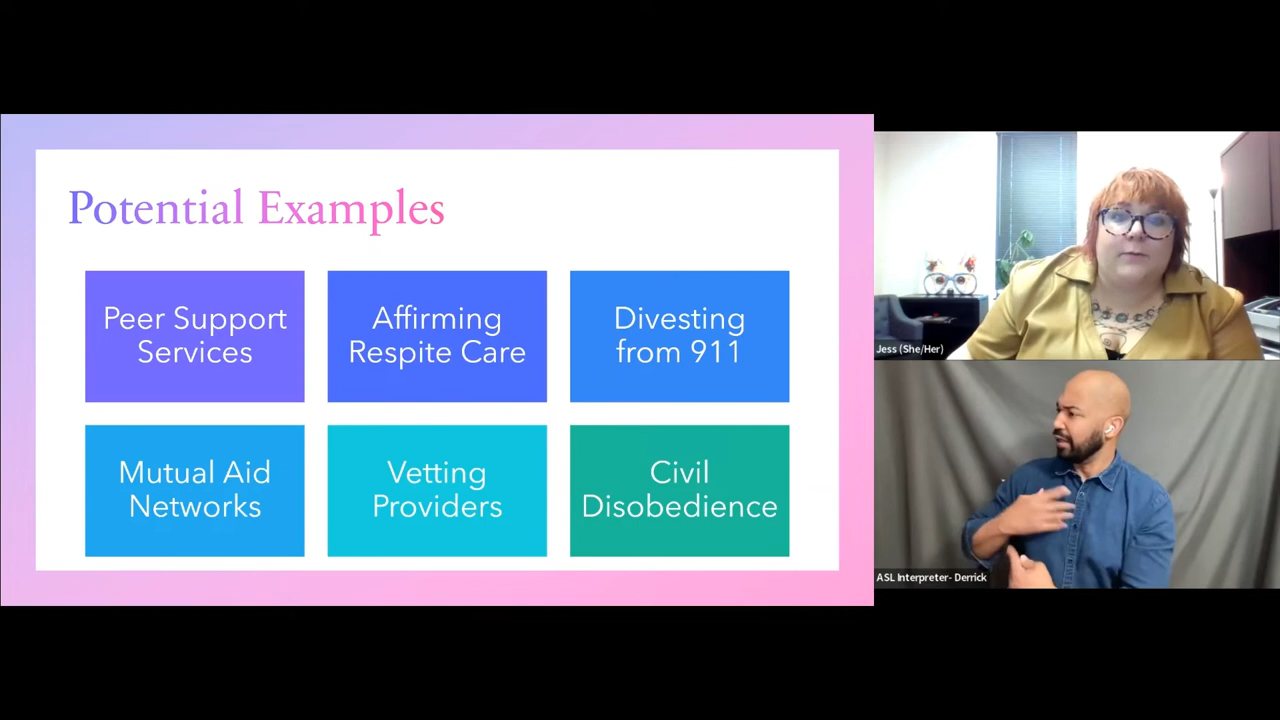 Potential Examples
Peer Support
Services
Affirming
Respite Care
Divesting
from 911
Mutual Aid
Networks
Vetting
Providers
Civil
Disobedience
Jess (She/Her)
ASL Interpreter- Derrick